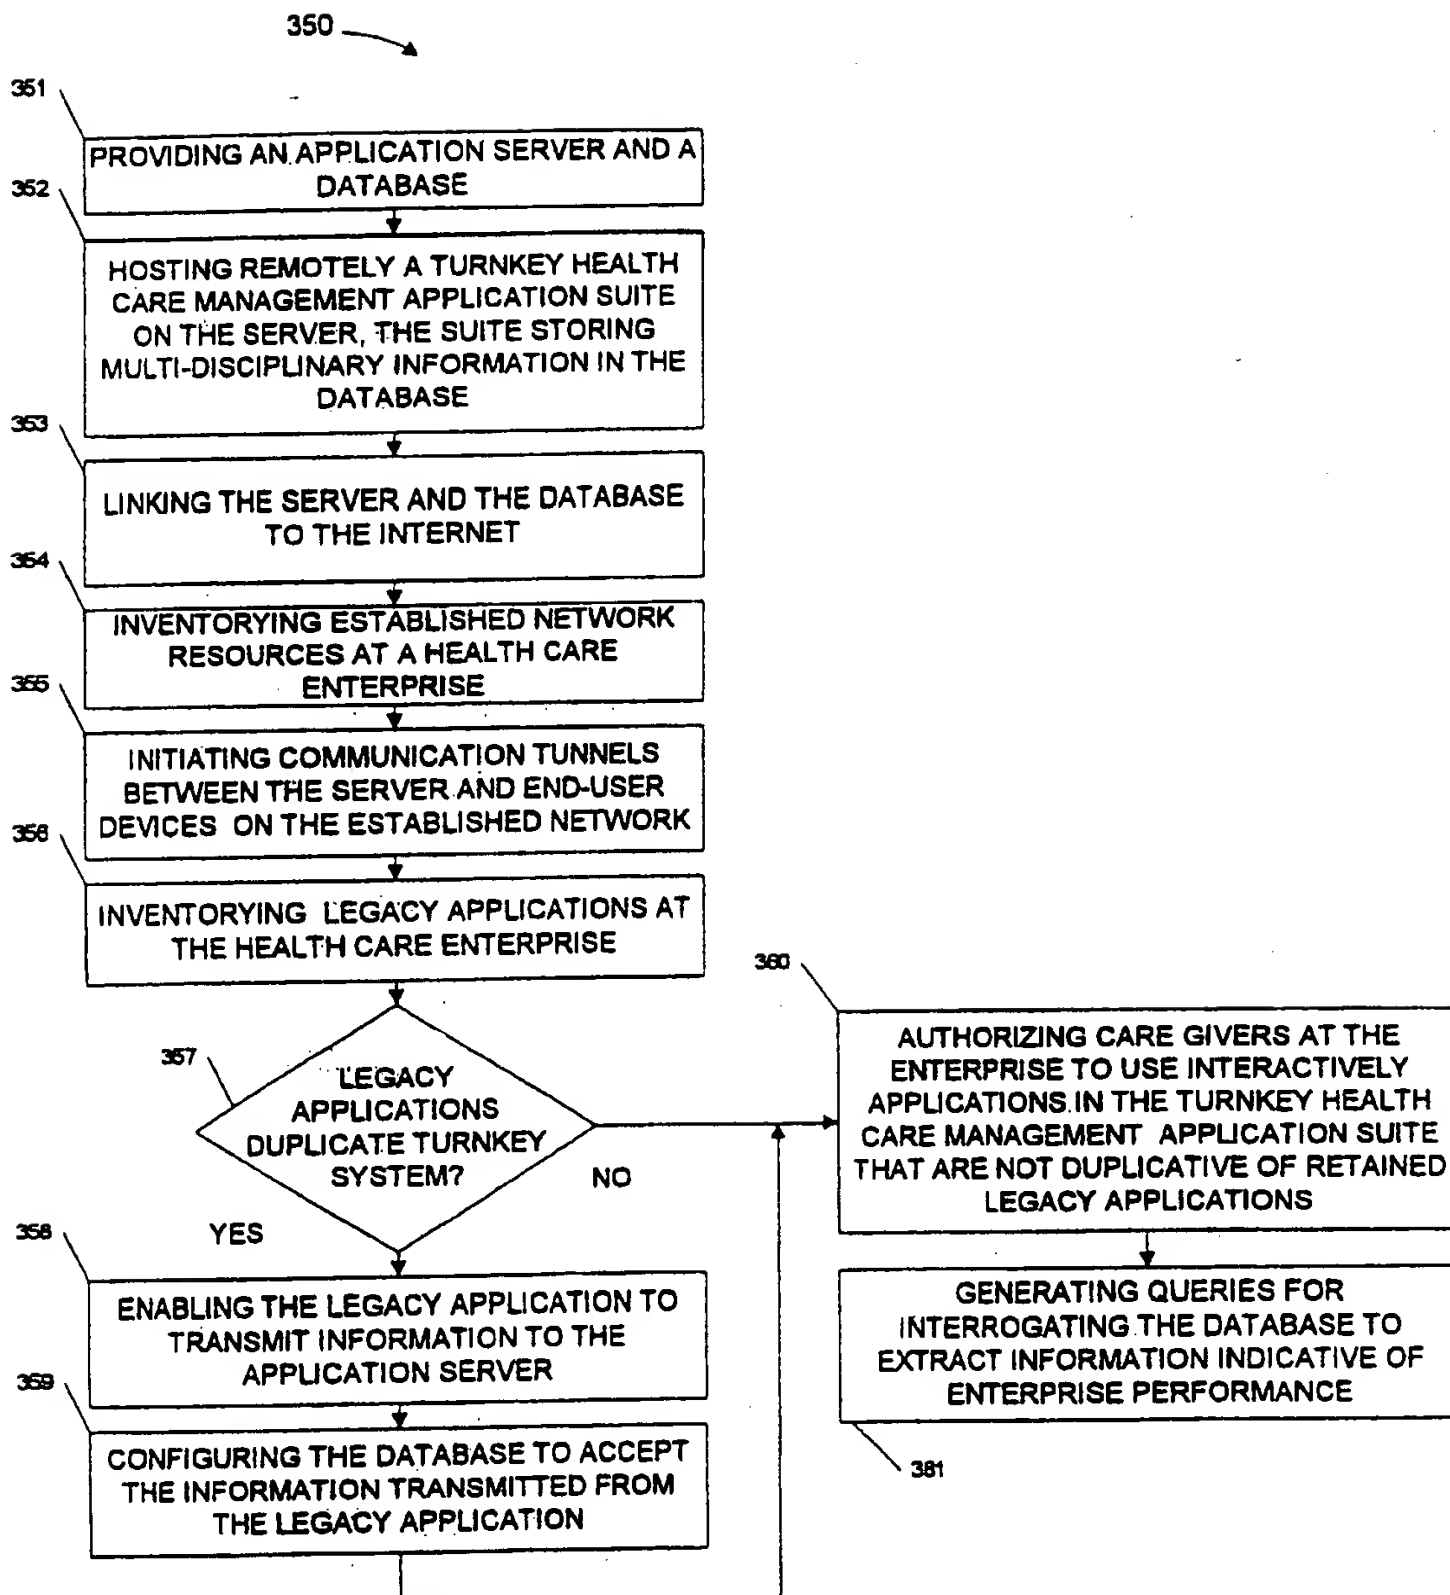 350
351
PROVIDING AN APPLICATION SERVER AND A
DATABASE
352
HOSTING REMOTELY A TURNKEY HEALTH
CARE MANAGEMENT APPLICATION SUITE
ON THE SERVER, THE SUITE STORING
MULTI-DISCIPLINARY INFORMATION IN THE
DATABASE
353
LINKING THE SERVER AND THE DATABASE
TO THE INTERNET
354
INVENTORYING ESTABLISHED NETWORK
RESOURCES AT A HEALTH CARE
ENTERPRISE
355
INITIATING COMMUNICATION TUNNELS
BETWEEN THE SERVER AND END-USER
DEVICES ON THE ESTABLISHED NETWORK
356
INVENTORYING LEGACY APPLICATIONS AT
THE HEALTH CARE ENTERPRISE
357
LEGACY
APPLICATIONS
DUPLICATE TURNKEY
SYSTEM?
NO
YES
358
ENABLING THE LEGACY APPLICATION TO
TRANSMIT INFORMATION TO THE
APPLICATION SERVER
359
CONFIGURING THE DATABASE TO ACCEPT
THE INFORMATION TRANSMITTED FROM
THE LEGACY APPLICATION
360
AUTHORIZING CARE GIVERS AT THE
ENTERPRISE TO USE INTERACTIVELY
APPLICATIONS IN THE TURNKEY HEALTH
CARE MANAGEMENT APPLICATION SUITE
THAT ARE NOT DUPLICATIVE OF RETAINED
LEGACY APPLICATIONS
GENERATING QUERIES FOR
INTERROGATING THE DATABASE TO
EXTRACT INFORMATION INDICATIVE OF
ENTERPRISE PERFORMANCE
361